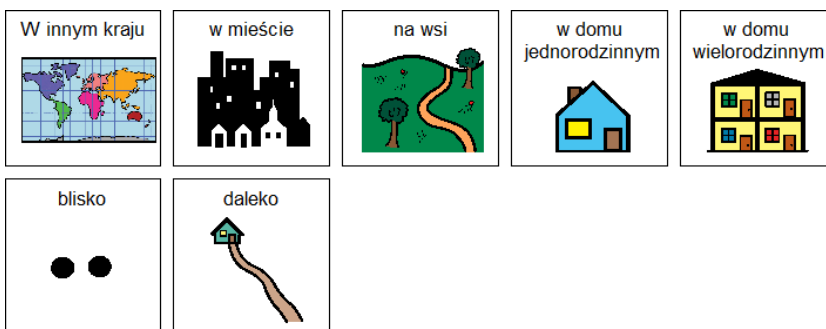 W innym kraju
w mieście
na wsi
w domu
jednorodzinnym
w domu
wielorodzinnym
blisko
daleko